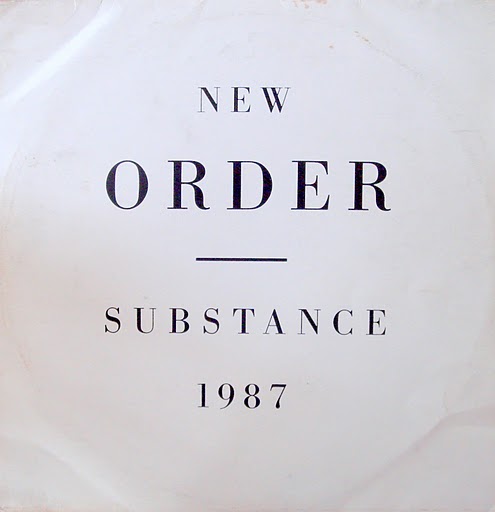 NEW
ORDER
SUBSTANCE
1987